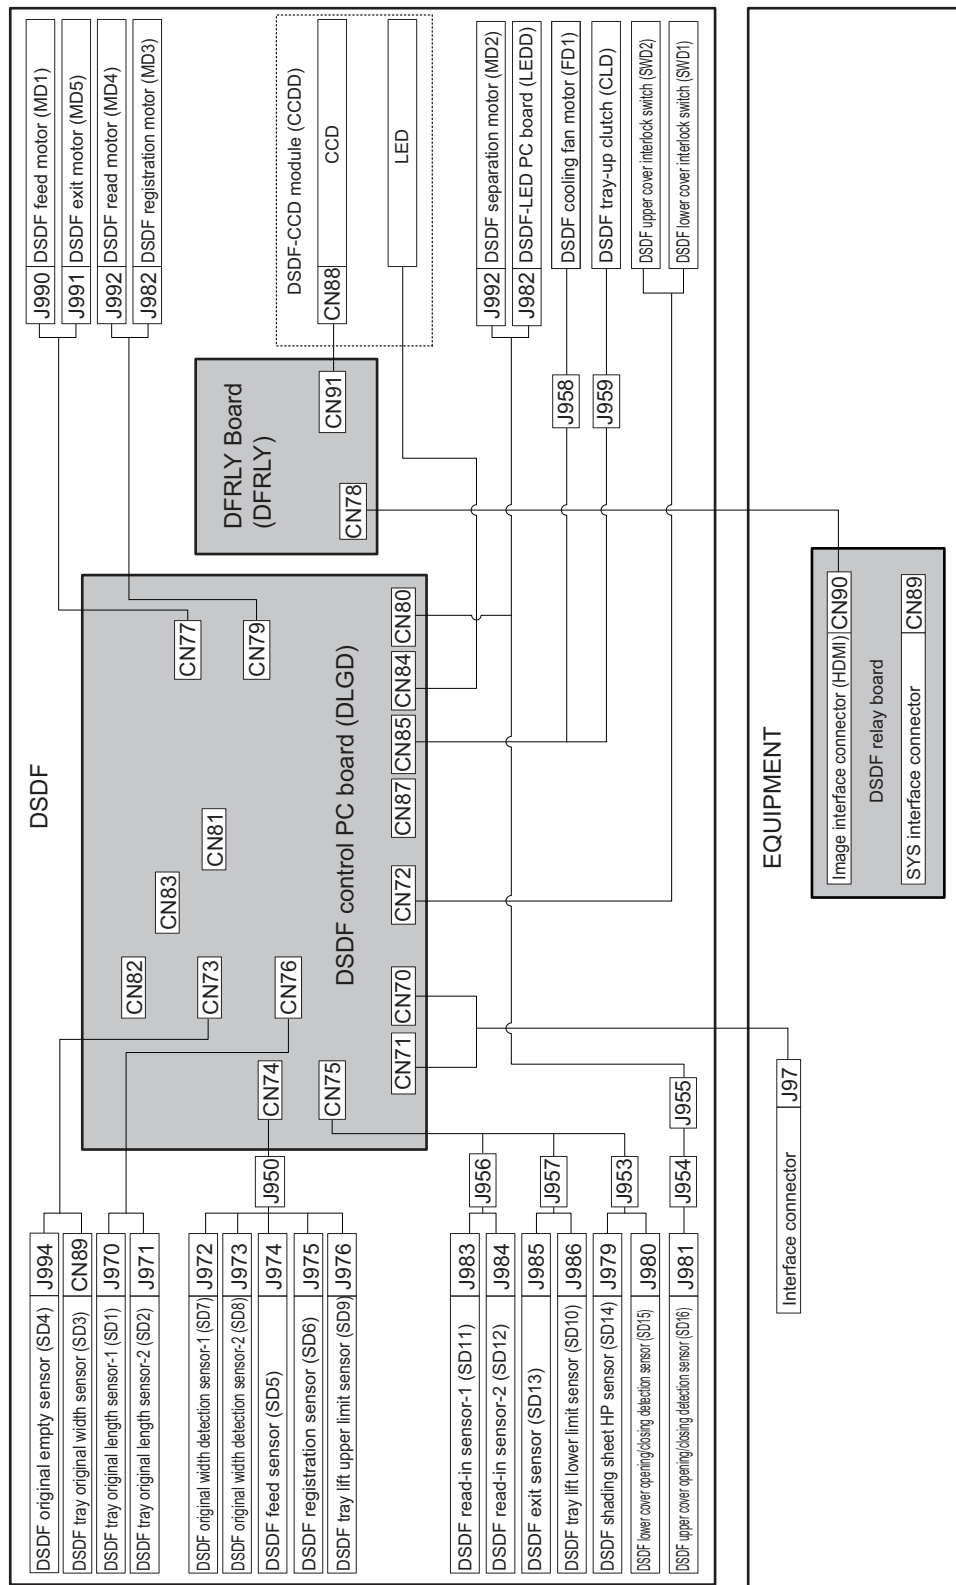 DSDF
DSDF original empty sensor (SD4) J994
DSDF tray original width sensor (SD3) CN89
DSDF tray original length sensor-1 (SD1) J970
DSDF tray original length sensor-2 (SD2) J971
DSDF original width detection sensor-1 (SD7) J972
DSDF original width detection sensor-2 (SD8) J973
DSDF feed sensor (SD5) J974
DSDF registration sensor (SD6) J975
DSDF tray lift upper limit sensor (SD9) J976
J950
DSDF read-in sensor-1 (SD11) J983
DSDF read-in sensor-2 (SD12) J984
J956
DSDF exit sensor (SD13) J985
DSDF tray lift lower limit sensor (SD10) J986
J957
DSDF shading sheet HP sensor (SD14) J979
DSDF lower cover opening/closing detection sensor (SD15) J980
J953
DSDF upper cover opening/closing detection sensor (SD16) J981
J954
J955
CN82
CN83
CN73
CN81
CN76
CN74
CN75
CN77
CN79
DSDF control PC board (DLGD)
CN71
CN70
CN72
CN87
CN85
CN84
CN80
DFRLY Board
(DFRLY)
CN91
CN78
J990 DSDF feed motor (MD1)
J991 DSDF exit motor (MD5)
J992 DSDF read motor (MD4)
J982 DSDF registration motor (MD3)
DSDF-CCD module (CCDD)
CN88 CCD
LED
J992 DSDF separation motor (MD2)
J982 DSDF-LED PC board (LEDD)
J958
DSDF cooling fan motor (FD1)
J959
DSDF tray-up clutch (CLD)
DSDF upper cover interlock switch (SWD2)
DSDF lower cover interlock switch (SWD1)
EQUIPMENT
Interface connector J97
Image interface connector (HDMI) CN90
DSDF relay board
SYS interface connector CN89